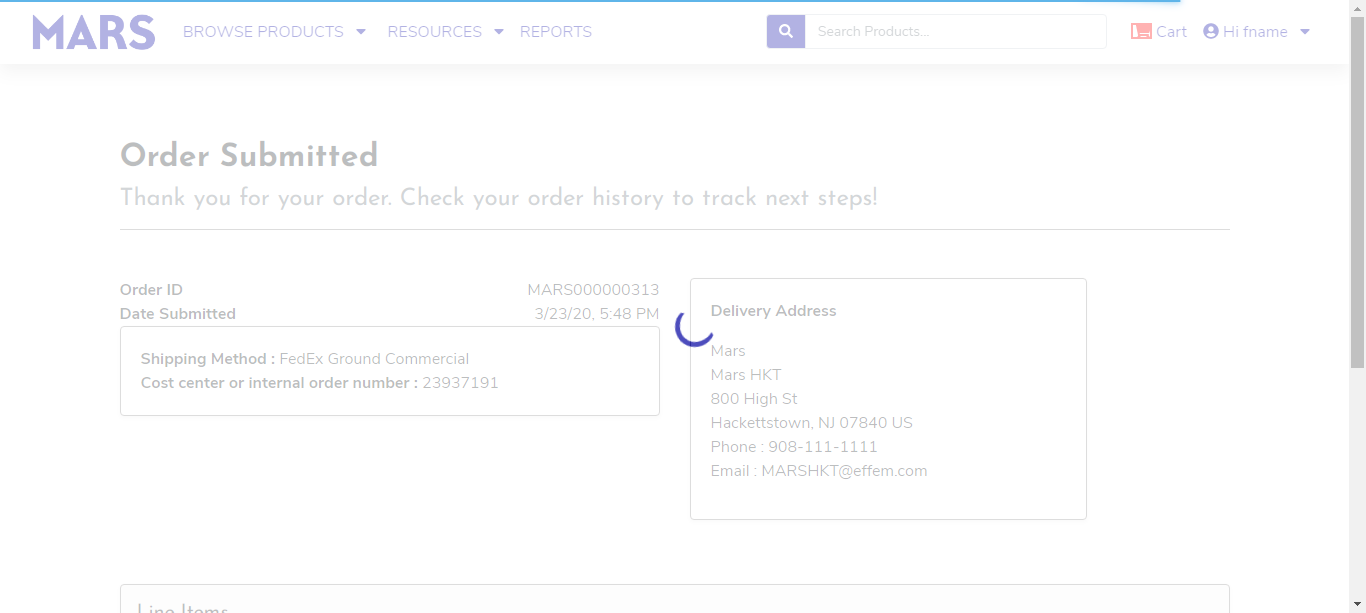 MARS BROWSE PRODUCTS RESOURCES REPORTS Search Products... Cart Hi fname
Order Submitted
Thank you for your order. Check your order history to track next steps!
Order ID MARS000000313
Date Submitted 3/23/20, 5:48 PM
Shipping Method : FedEx Ground Commercial
Cost center or internal order number : 23937191
Delivery Address
Mars
Mars HKT
800 High St
Hackettstown, NJ 07840 US
Phone : 908-111-1111
Email : MARSHKT@effem.com
Line Items